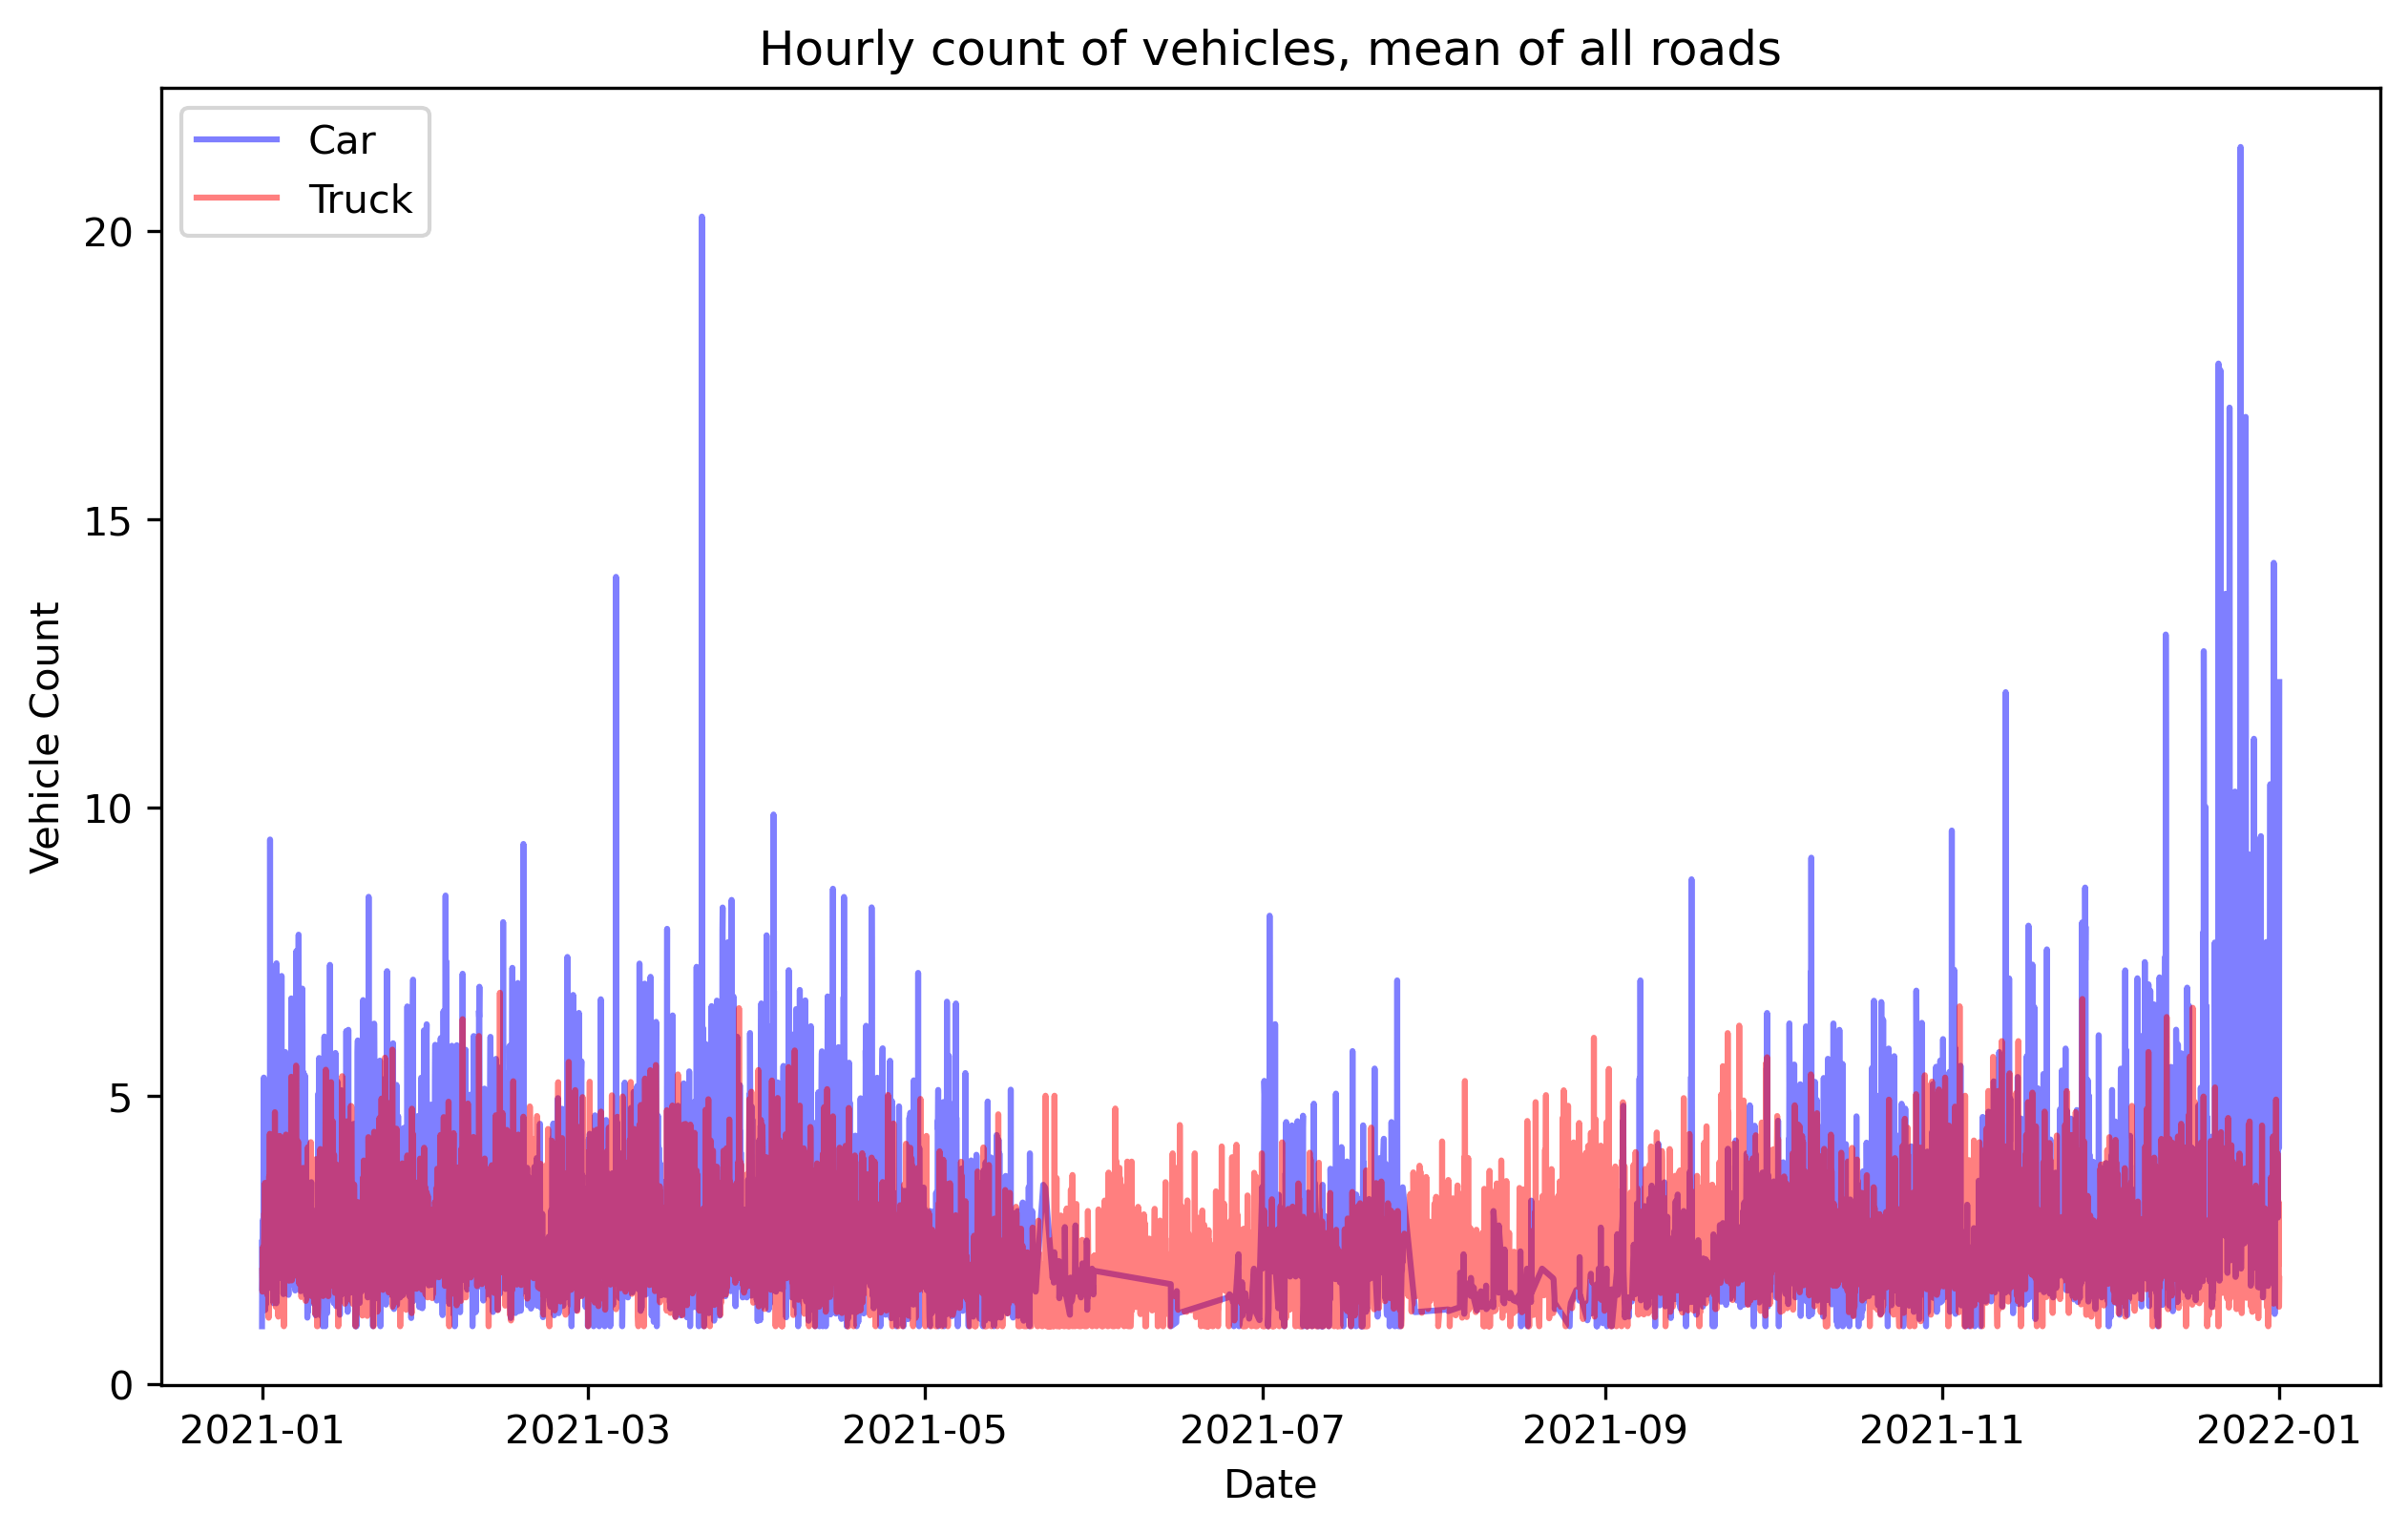 Hourly count of vehicles, mean of all roads
Car
Truck
Vehicle Count
20
15
10
5
0
2021-01
2021-03
2021-05
2021-07
2021-09
2021-11
2022-01
Date